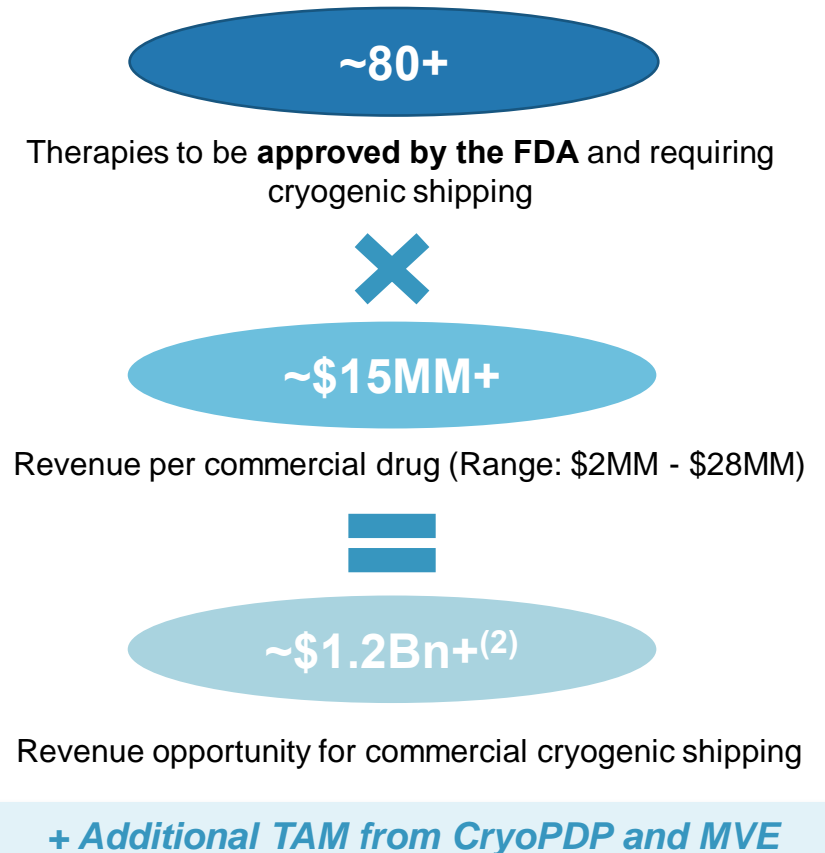 ~80+
Therapies to be approved by the FDA and requiring
cryogenic shipping
~$15MM+
Revenue per commercial drug (Range: $2MM - $28MM)
~$1.2Bn+(2)
Revenue opportunity for commercial cryogenic shipping
+ Additional TAM from CryoPDP and MVE